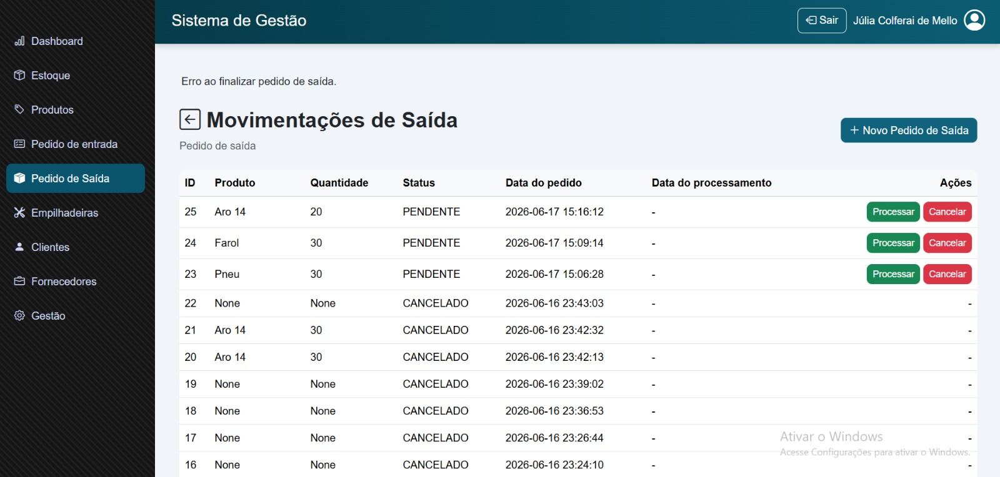 Sistema de Gestão
Sair
Júlia Colferai de Mello
Dashboard
Estoque
Produtos
Pedido de entrada
Pedido de Saída
Empilhadeiras
Clientes
Fornecedores
Gestão
Erro ao finalizar pedido de saída.
Movimentações de Saída
Pedido de saída
+ Novo Pedido de Saída
ID Produto Quantidade Status Data do pedido Data do processamento Ações
25 Aro 14 20 PENDENTE 2026-06-17 15:16:12 - Processar Cancelar
24 Farol 30 PENDENTE 2026-06-17 15:09:14 - Processar Cancelar
23 Pneu 30 PENDENTE 2026-06-17 15:06:28 - Processar Cancelar
22 None None CANCELADO 2026-06-16 23:43:03 - -
21 Aro 14 30 CANCELADO 2026-06-16 23:42:32 - -
20 Aro 14 30 CANCELADO 2026-06-16 23:42:13 - -
19 None None CANCELADO 2026-06-16 23:39:02 - -
18 None None CANCELADO 2026-06-16 23:36:53 - -
17 None None CANCELADO 2026-06-16 23:26:44 - -
16 None None CANCELADO 2026-06-16 23:24:10 - -
Ativar o Windows
Acesse Configurações para ativar o Windows.